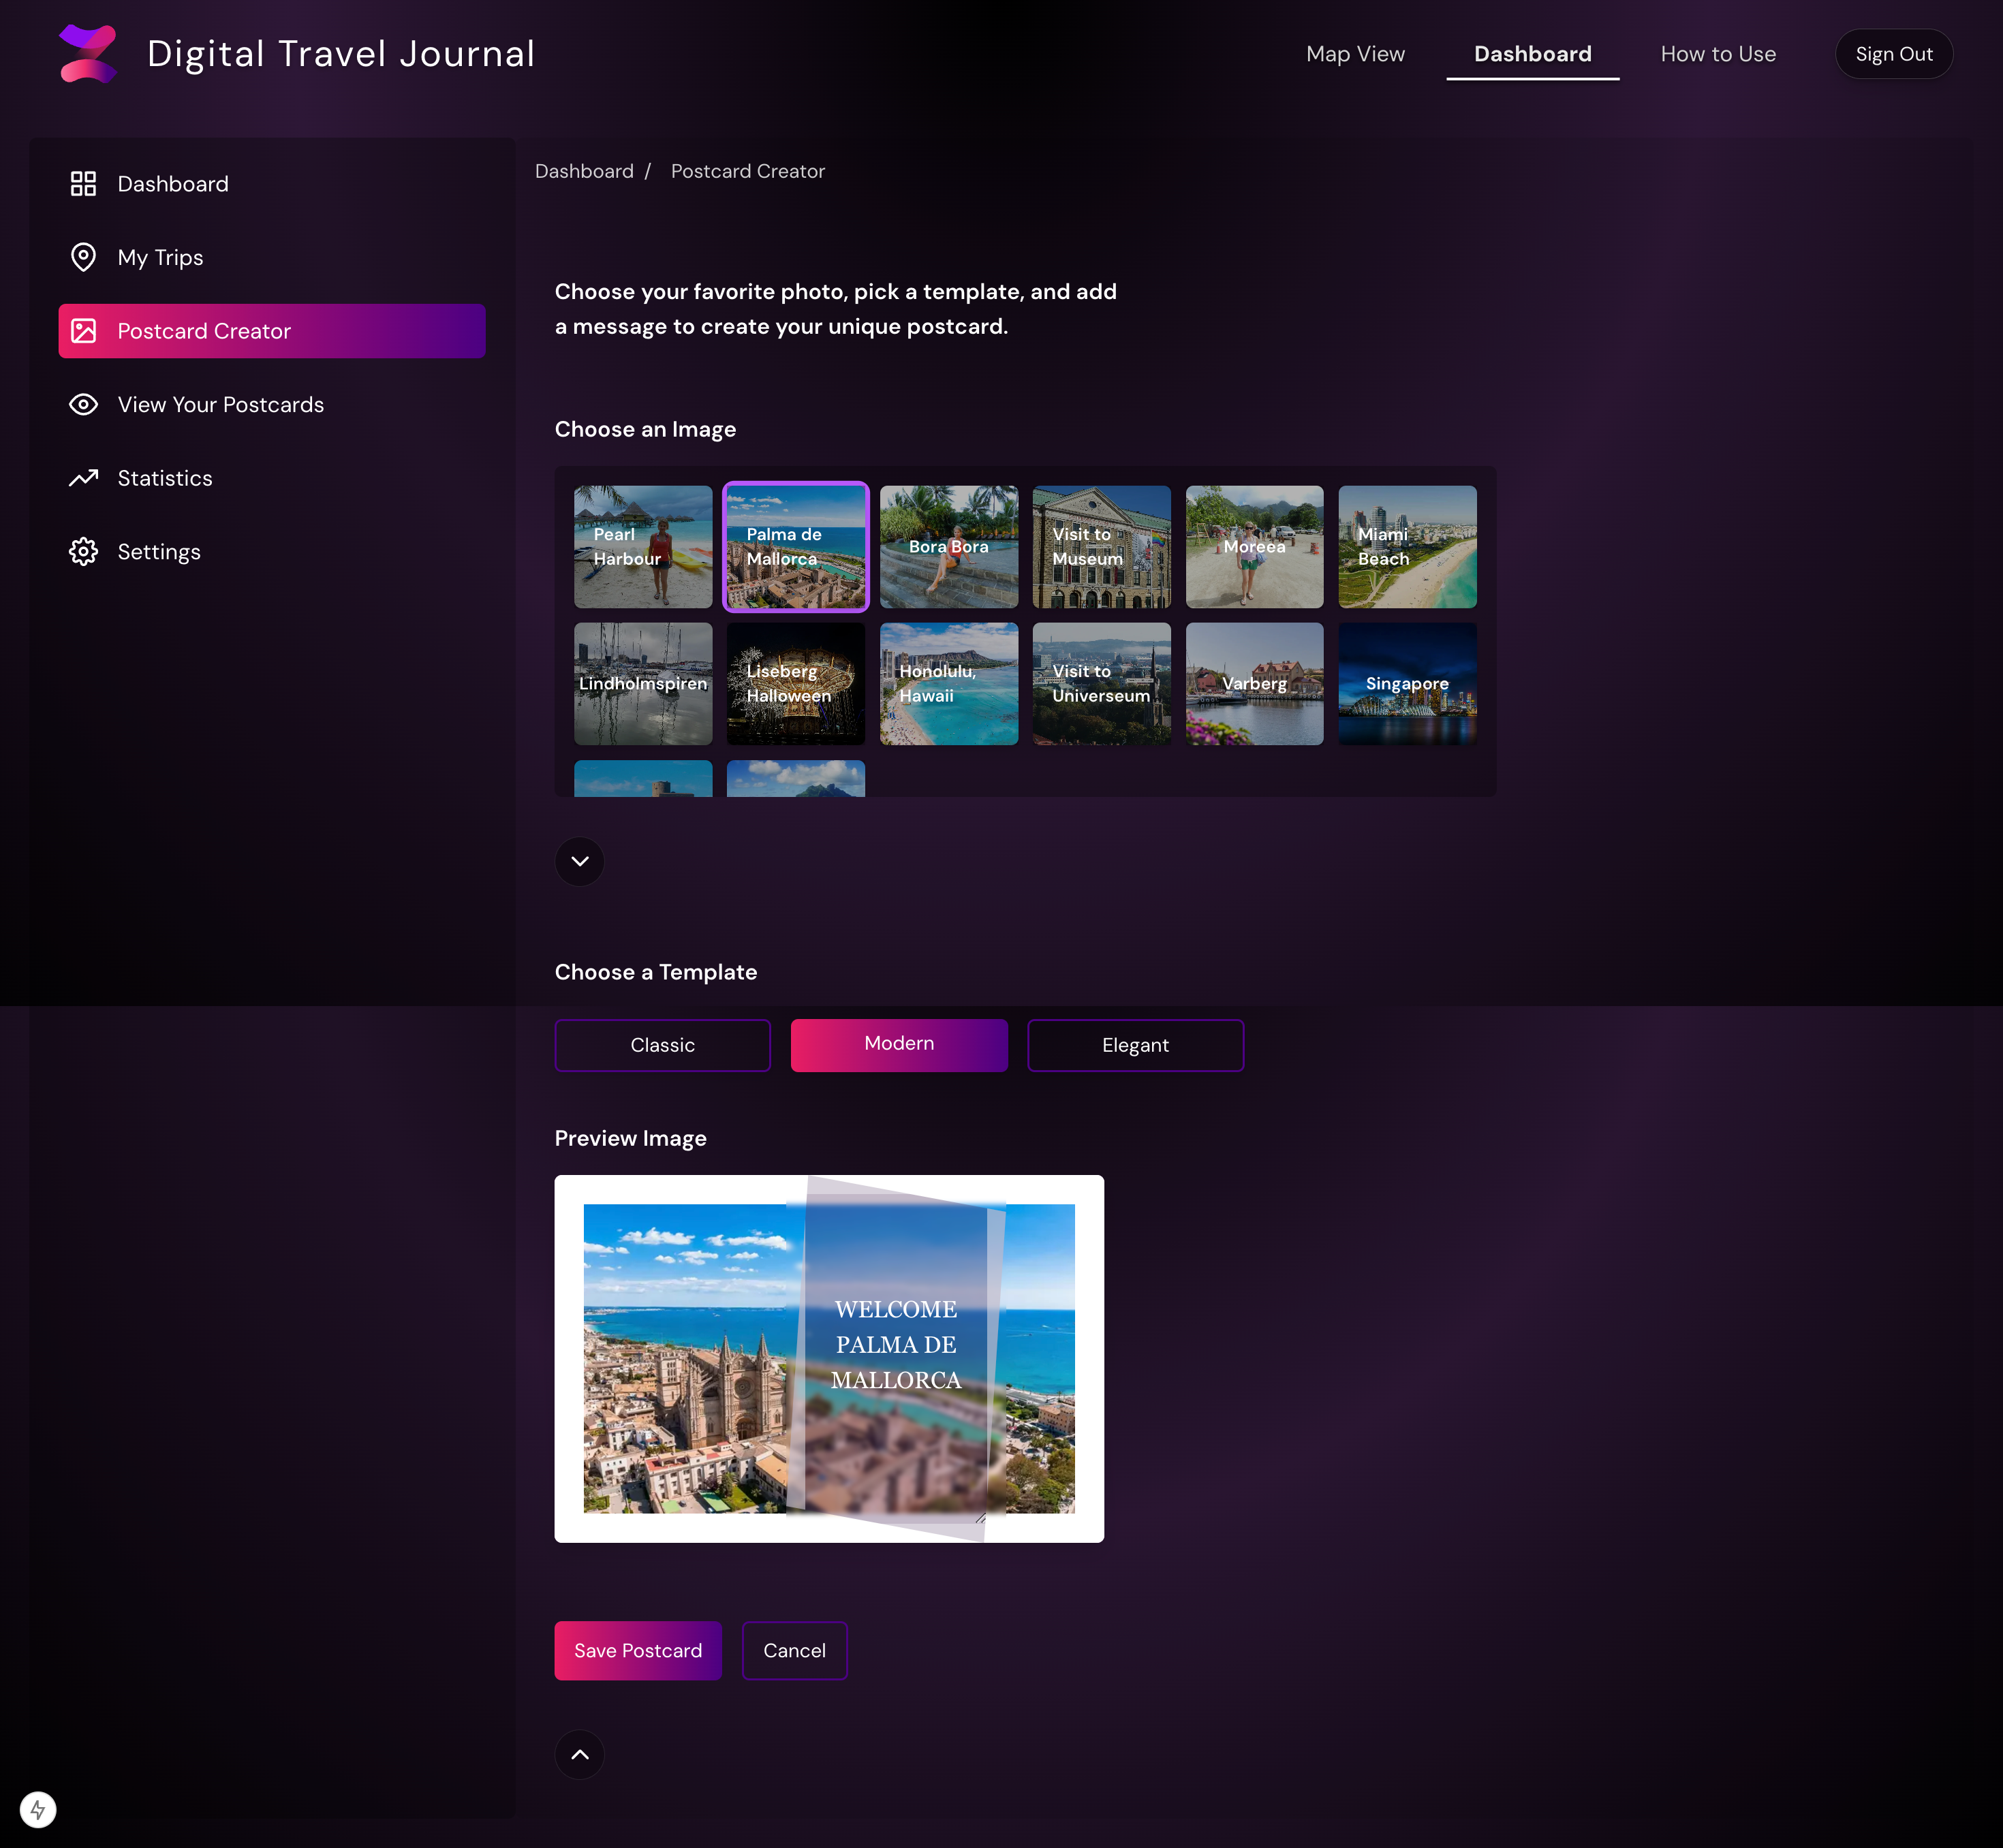 Digital Travel Journal
Map View
Dashboard
How to Use
Sign Out
Dashboard
My Trips
Postcard Creator
View Your Postcards
Statistics
Settings
Dashboard / Postcard Creator
Choose your favorite photo, pick a template, and add
a message to create your unique postcard.
Choose an Image
Pearl
Harbour
Palma de
Mallorca
Bora Bora
Visit to
Museum
Moreea
Miami
Beach
Lindholmspiren
Liseberg
Halloween
Honolulu,
Hawaii
Visit to
Universeum
Varberg
Singapore
Choose a Template
Classic
Modern
Elegant
Preview Image
WELCOME
PALMA DE
MALLORCA
Save Postcard
Cancel